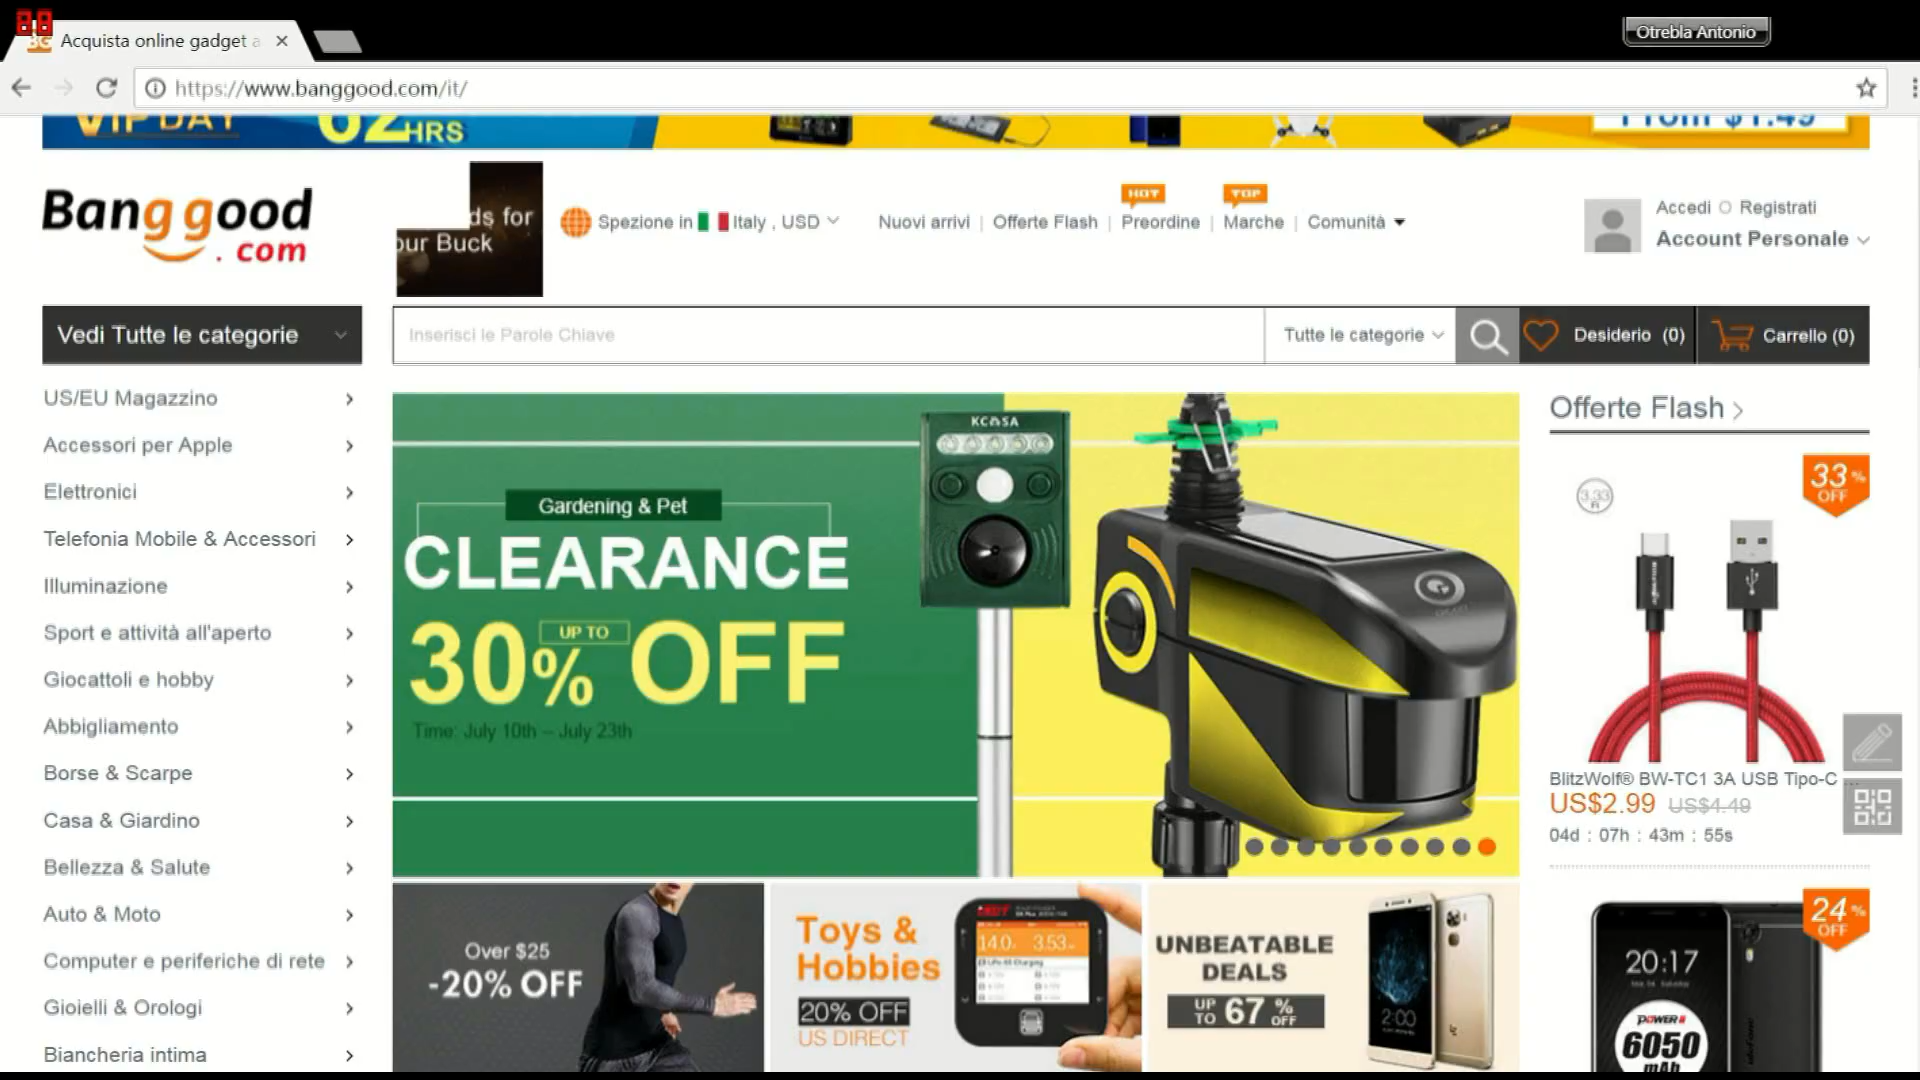 88
Acquista online gadget a
Otrebla Antonio
https://www.banggood.com/it/
VIP DAY 62HRS
From $1.49
Banggood.com
ds for
our Buck
Spezione in Italy , USD
Nuovi arrivi | Offerte Flash | Preordine | Marche | Comunità
HOT
TOP
Accedi O Registrati
Account Personale
Vedi Tutte le categorie
Inserisci le Parole Chiave
Tutte le categorie
Desiderio (0)
Carrello (0)
US/EU Magazzino
Accessori per Apple
Elettronici
Telefonia Mobile & Accessori
Illuminazione
Sport e attività all'aperto
Giocattoli e hobby
Abbigliamento
Borse & Scarpe
Casa & Giardino
Bellezza & Salute
Auto & Moto
Computer e periferiche di rete
Gioielli & Orologi
Biancheria intima
Gardening & Pet
CLEARANCE
UP TO
30% OFF
Time: July 10th – July 23th
KCASA
Offerte Flash
33% OFF
3.33 Ft
BlitzWolf® BW-TC1 3A USB Tipo-C ...
US$2.99 US$4.49
04d : 07h : 43m : 55s
24% OFF
20:17
POWER
6050
mAh
Over $25
-20% OFF
Toys &
Hobbies
20% OFF
US DIRECT
14.0 3.53
UNBEATABLE
DEALS
UP TO 67% OFF
2:00